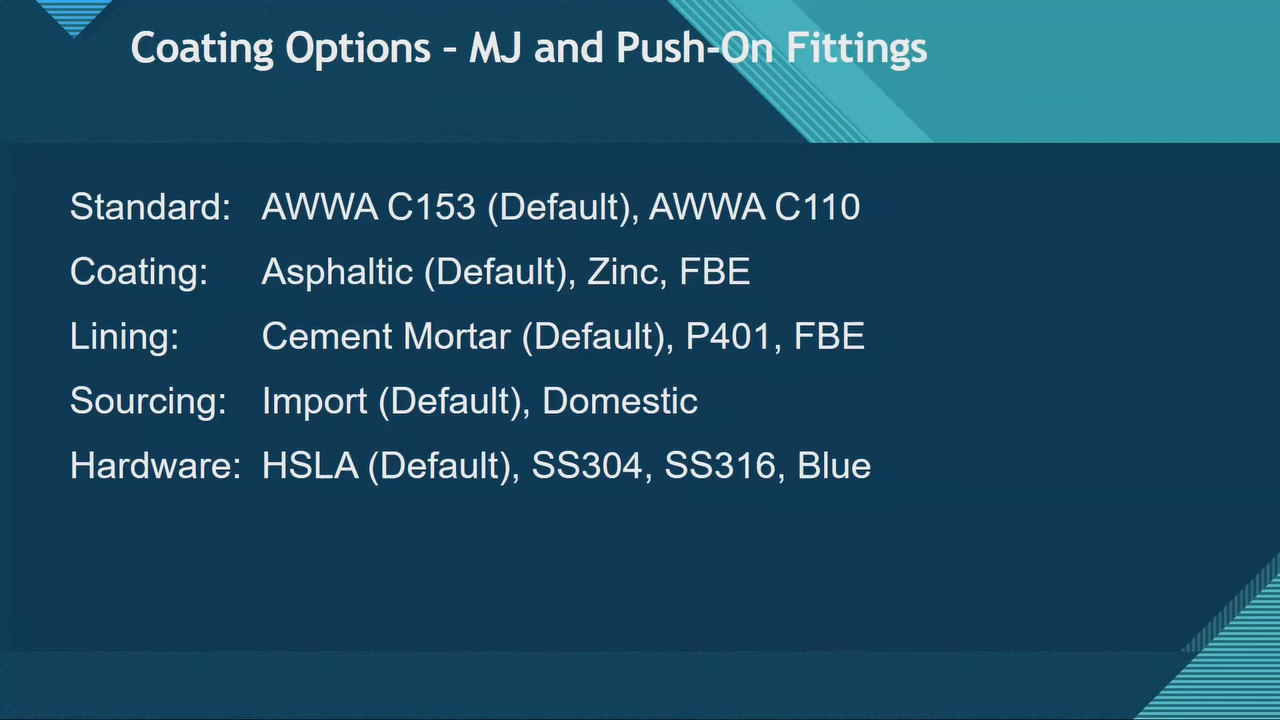 Coating Options – MJ and Push-On Fittings
Standard: AWWA C153 (Default), AWWA C110
Coating: Asphaltic (Default), Zinc, FBE
Lining: Cement Mortar (Default), P401, FBE
Sourcing: Import (Default), Domestic
Hardware: HSLA (Default), SS304, SS316, Blue